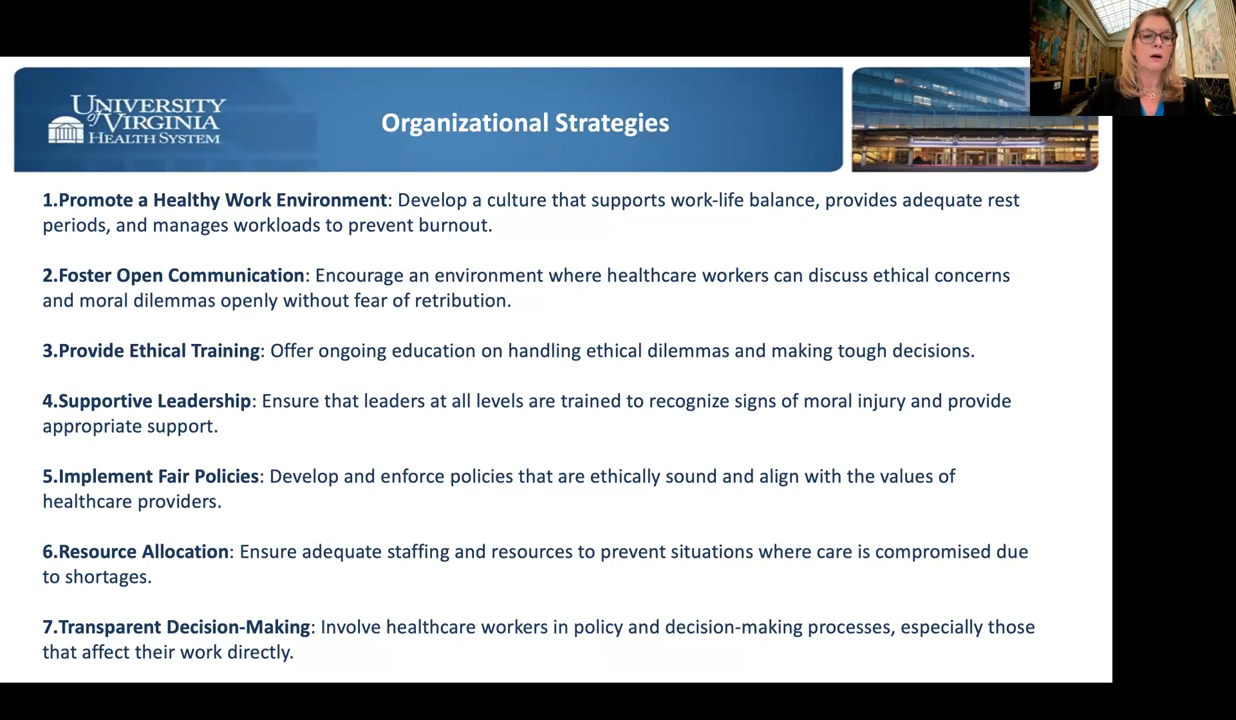 UNIVERSITY
of VIRGINIA
HEALTH SYSTEM
Organizational Strategies
1.Promote a Healthy Work Environment: Develop a culture that supports work-life balance, provides adequate rest
periods, and manages workloads to prevent burnout.
2.Foster Open Communication: Encourage an environment where healthcare workers can discuss ethical concerns
and moral dilemmas openly without fear of retribution.
3.Provide Ethical Training: Offer ongoing education on handling ethical dilemmas and making tough decisions.
4.Supportive Leadership: Ensure that leaders at all levels are trained to recognize signs of moral injury and provide
appropriate support.
5.Implement Fair Policies: Develop and enforce policies that are ethically sound and align with the values of
healthcare providers.
6.Resource Allocation: Ensure adequate staffing and resources to prevent situations where care is compromised due
to shortages.
7.Transparent Decision-Making: Involve healthcare workers in policy and decision-making processes, especially those
that affect their work directly.